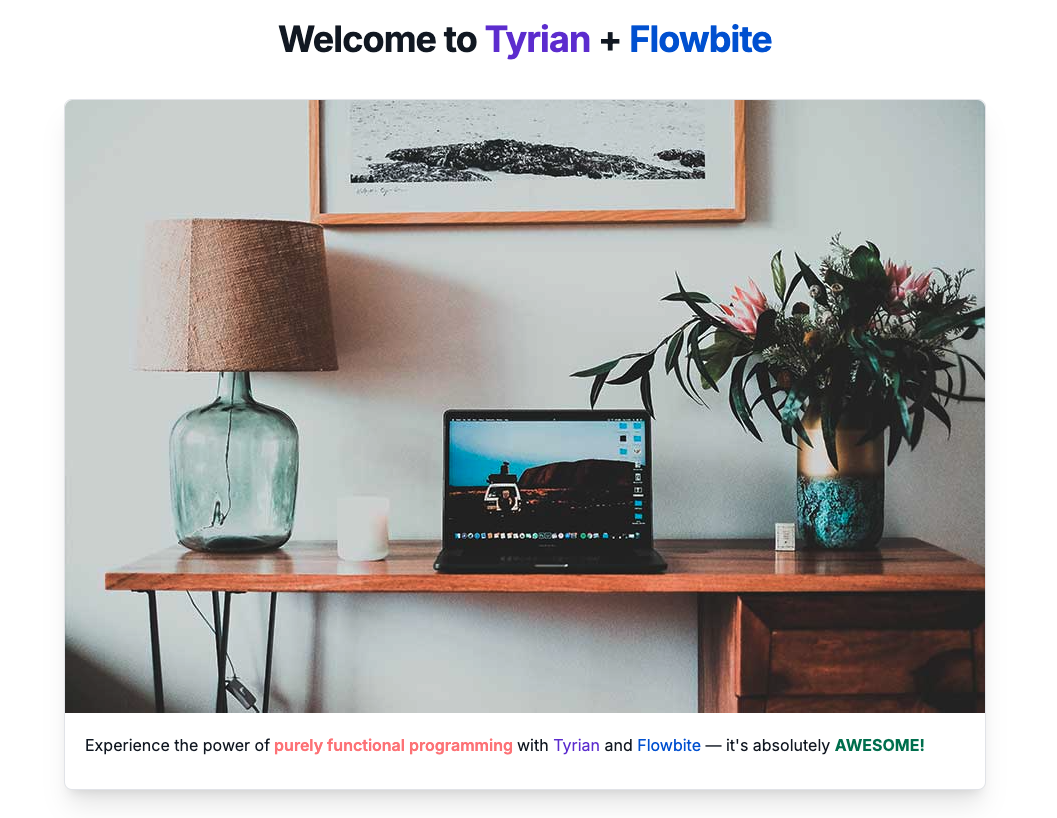 Welcome to Tyrian + Flowbite
Experience the power of purely functional programming with Tyrian and Flowbite — it's absolutely AWESOME!